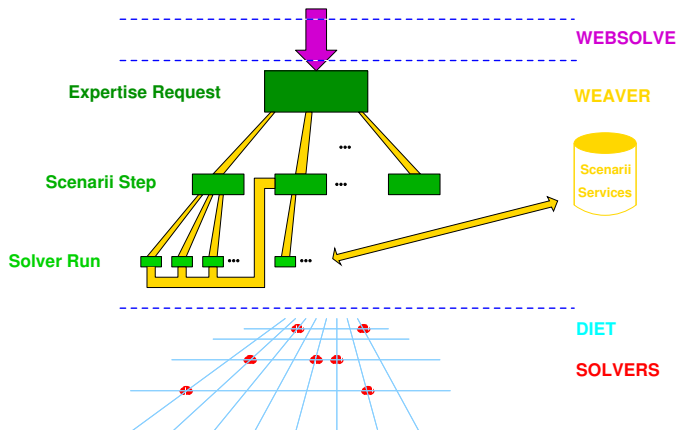 WEBSOLVE
Expertise Request
WEAVER
...
Scenarii Step
...
Scenarii
Services
Solver Run
...
...
DIET
SOLVERS